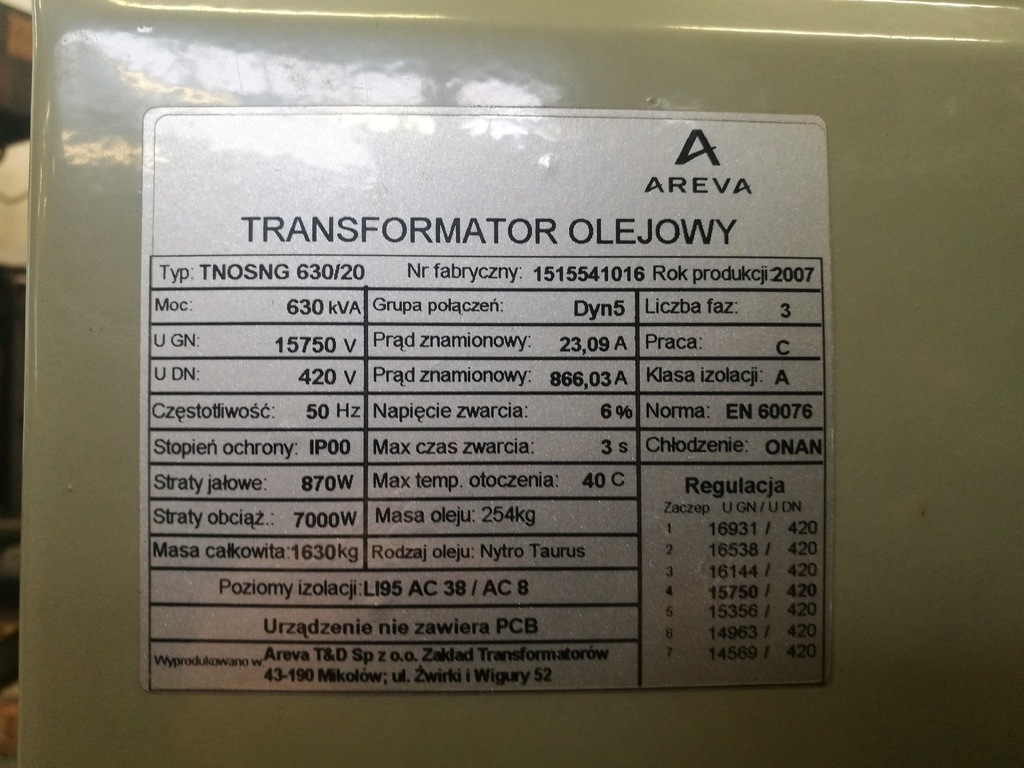 AREVA
TRANSFORMATOR OLEJOWY
Typ: TNOSNG 630/20 Nr fabryczny: 1515541016 Rok produkcji:2007
Moc: 630 kVA Grupa połączeń: Dyn5 Liczba faz: 3
U GN: 15750 V Prąd znamionowy: 23,09 A Praca: C
U DN: 420 V Prąd znamionowy: 866,03 A Klasa izolacji: A
Częstotliwość: 50 Hz Napięcie zwarcia: 6 % Norma: EN 60076
Stopień ochrony: IP00 Max czas zwarcia: 3 s Chłodzenie: ONAN
Straty jałowe: 870W Max temp. otoczenia: 40 C
Straty obciąż.: 7000W Masa oleju: 254kg
Masa całkowita:1630kg Rodzaj oleju: Nytro Taurus
Poziomy izolacji:LI95 AC 38 / AC 8
Urządzenie nie zawiera PCB
Wyprodukowano w Areva T&D Sp z o.o. Zakład Transformatorów
43-190 Mikołów; ul. Żwirki i Wigury 52
Regulacja
Zaczep U GN / U DN
1 16931 / 420
2 16538 / 420
3 16144 / 420
4 15750 / 420
5 15356 / 420
6 14963 / 420
7 14569 / 420